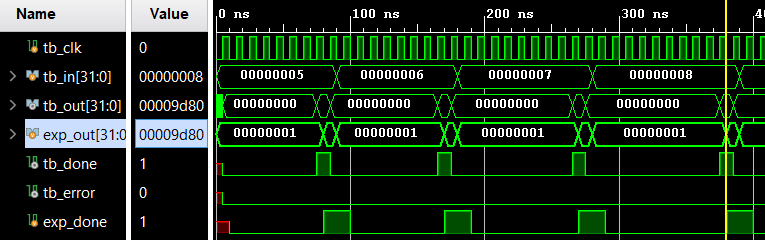 Name Value 0 ns 100 ns 200 ns 300 ns
tb_clk 0
tb_in[31:0] 00000008 00000005 00000006 00000007 00000008
tb_out[31:0] 00009d80 00000000 00000000 00000000 00000000
exp_out[31:0 00009d80 00000001 00000001 00000001 00000001
tb_done 1
tb_error 0
exp_done 1